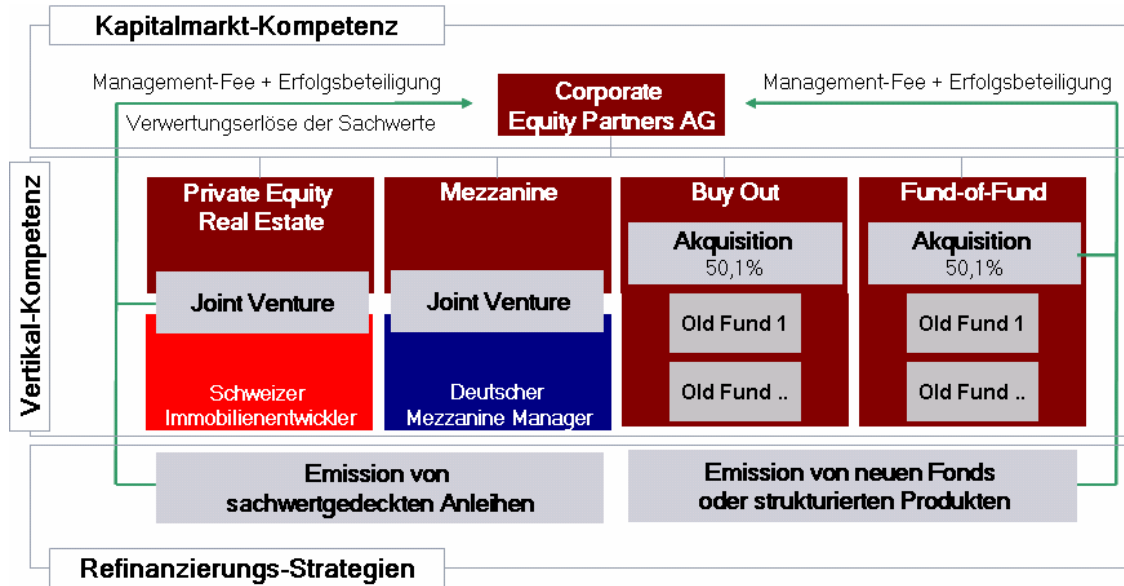 Kapitalmarkt-Kompetenz
Management-Fee + Erfolgsbeteiligung
Verwertungserlöse der Sachwerte
Corporate
Equity Partners AG
Management-Fee + Erfolgsbeteiligung
Vertikal-Kompetenz
Private Equity
Real Estate
Joint Venture
Schweizer
Immobilienentwickler
Mezzanine
Joint Venture
Deutscher
Mezzanine Manager
Buy Out
Akquisition
50,1%
Old Fund 1
Old Fund ..
Fund-of-Fund
Akquisition
50,1%
Old Fund 1
Old Fund ..
Emission von
sachwertgedeckten Anleihen
Emission von neuen Fonds
oder strukturierten Produkten
Refinanzierungs-Strategien